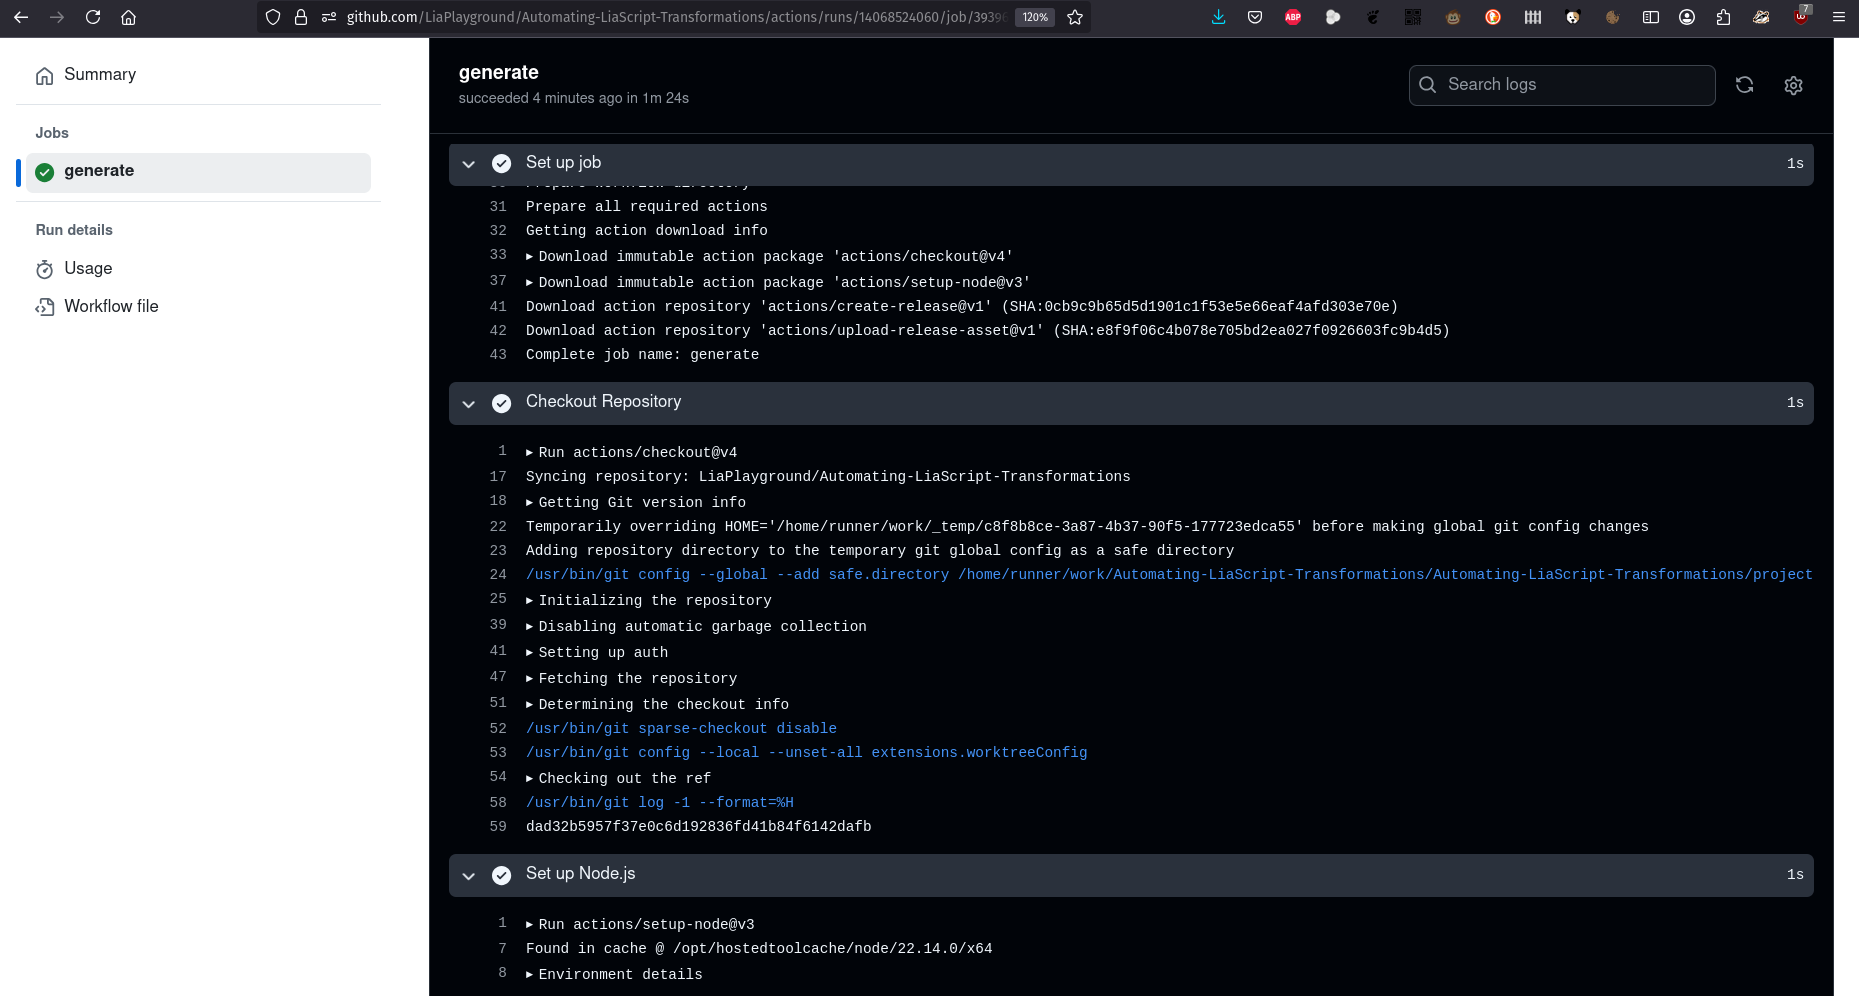 github.com/LiaPlayground/Automating-LiaScript-Transformations/actions/runs/14068524060/job/3939
120%
ABP
7
Summary
Jobs
generate
Run details
Usage
Workflow file
generate
succeeded 4 minutes ago in 1m 24s
Search logs
Set up job 1s
30 Prepare workflow directory
31 Prepare all required actions
32 Getting action download info
33 ▸ Download immutable action package 'actions/checkout@v4'
37 ▸ Download immutable action package 'actions/setup-node@v3'
41 Download action repository 'actions/create-release@v1' (SHA:0cb9c9b65d5d1901c1f53e5e66eaf4afd303e70e)
42 Download action repository 'actions/upload-release-asset@v1' (SHA:e8f9f06c4b078e705bd2ea027f0926603fc9b4d5)
43 Complete job name: generate
Checkout Repository 1s
1 ▸ Run actions/checkout@v4
17 Syncing repository: LiaPlayground/Automating-LiaScript-Transformations
18 ▸ Getting Git version info
22 Temporarily overriding HOME='/home/runner/work/_temp/c8f8b8ce-3a87-4b37-90f5-177723edca55' before making global git config changes
23 Adding repository directory to the temporary git global config as a safe directory
24 /usr/bin/git config --global --add safe.directory /home/runner/work/Automating-LiaScript-Transformations/Automating-LiaScript-Transformations/project
25 ▸ Initializing the repository
39 ▸ Disabling automatic garbage collection
41 ▸ Setting up auth
47 ▸ Fetching the repository
51 ▸ Determining the checkout info
52 /usr/bin/git sparse-checkout disable
53 /usr/bin/git config --local --unset-all extensions.worktreeConfig
54 ▸ Checking out the ref
58 /usr/bin/git log -1 --format=%H
59 dad32b5957f37e0c6d192836fd41b84f6142dafb
Set up Node.js 1s
1 ▸ Run actions/setup-node@v3
7 Found in cache @ /opt/hostedtoolcache/node/22.14.0/x64
8 ▸ Environment details